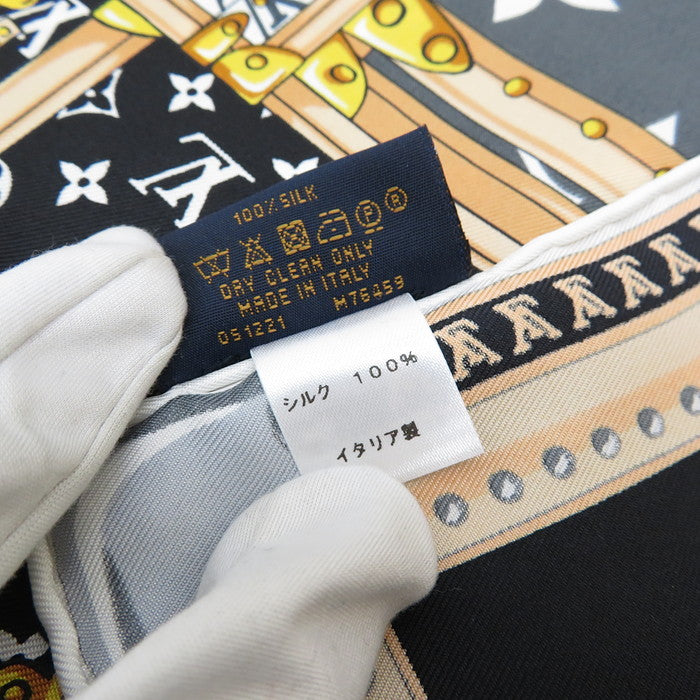 100% SILK
DRY CLEAN ONLY
MADE IN ITALY
051221 M76459
シルク 100%
イタリア製